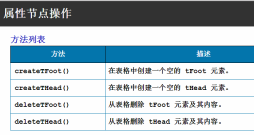 属性节点操作
方法列表
方法 描述
createTFoot() 在表格中创建一个空的 tFoot 元素。
createTHead() 在表格中创建一个空的 tHead 元素。
deleteTFoot() 从表格删除 tFoot 元素及其内容。
deleteTHead() 从表格删除 tHead 元素及其内容。